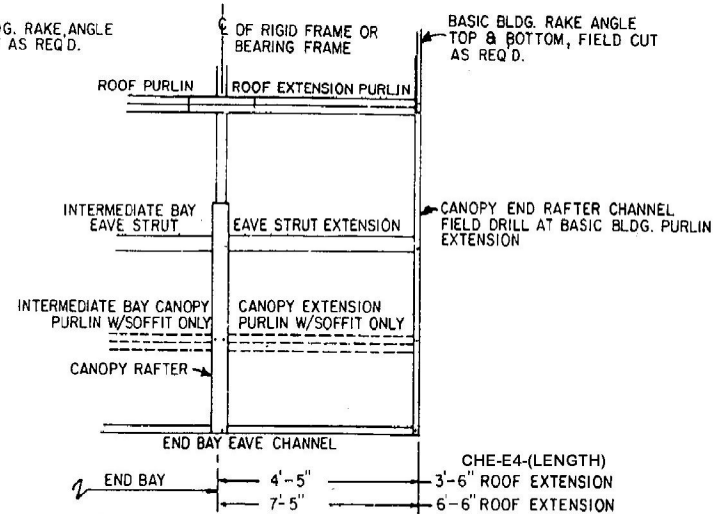 G. RAKE ANGLE
AS REQ'D.
℄ OF RIGID FRAME OR
BEARING FRAME
BASIC BLDG. RAKE ANGLE
TOP & BOTTOM, FIELD CUT
AS REQ'D.
ROOF PURLIN
ROOF EXTENSION PURLIN
INTERMEDIATE BAY
EAVE STRUT
EAVE STRUT EXTENSION
CANOPY END RAFTER CHANNEL
FIELD DRILL AT BASIC BLDG. PURLIN
EXTENSION
INTERMEDIATE BAY CANOPY
PURLIN W/SOFFIT ONLY
CANOPY EXTENSION
PURLIN W/SOFFIT ONLY
CANOPY RAFTER
END BAY EAVE CHANNEL
CHE-E4-(LENGTH)
END BAY
4'-5"
3'-6" ROOF EXTENSION
7'-5"
6'-6" ROOF EXTENSION